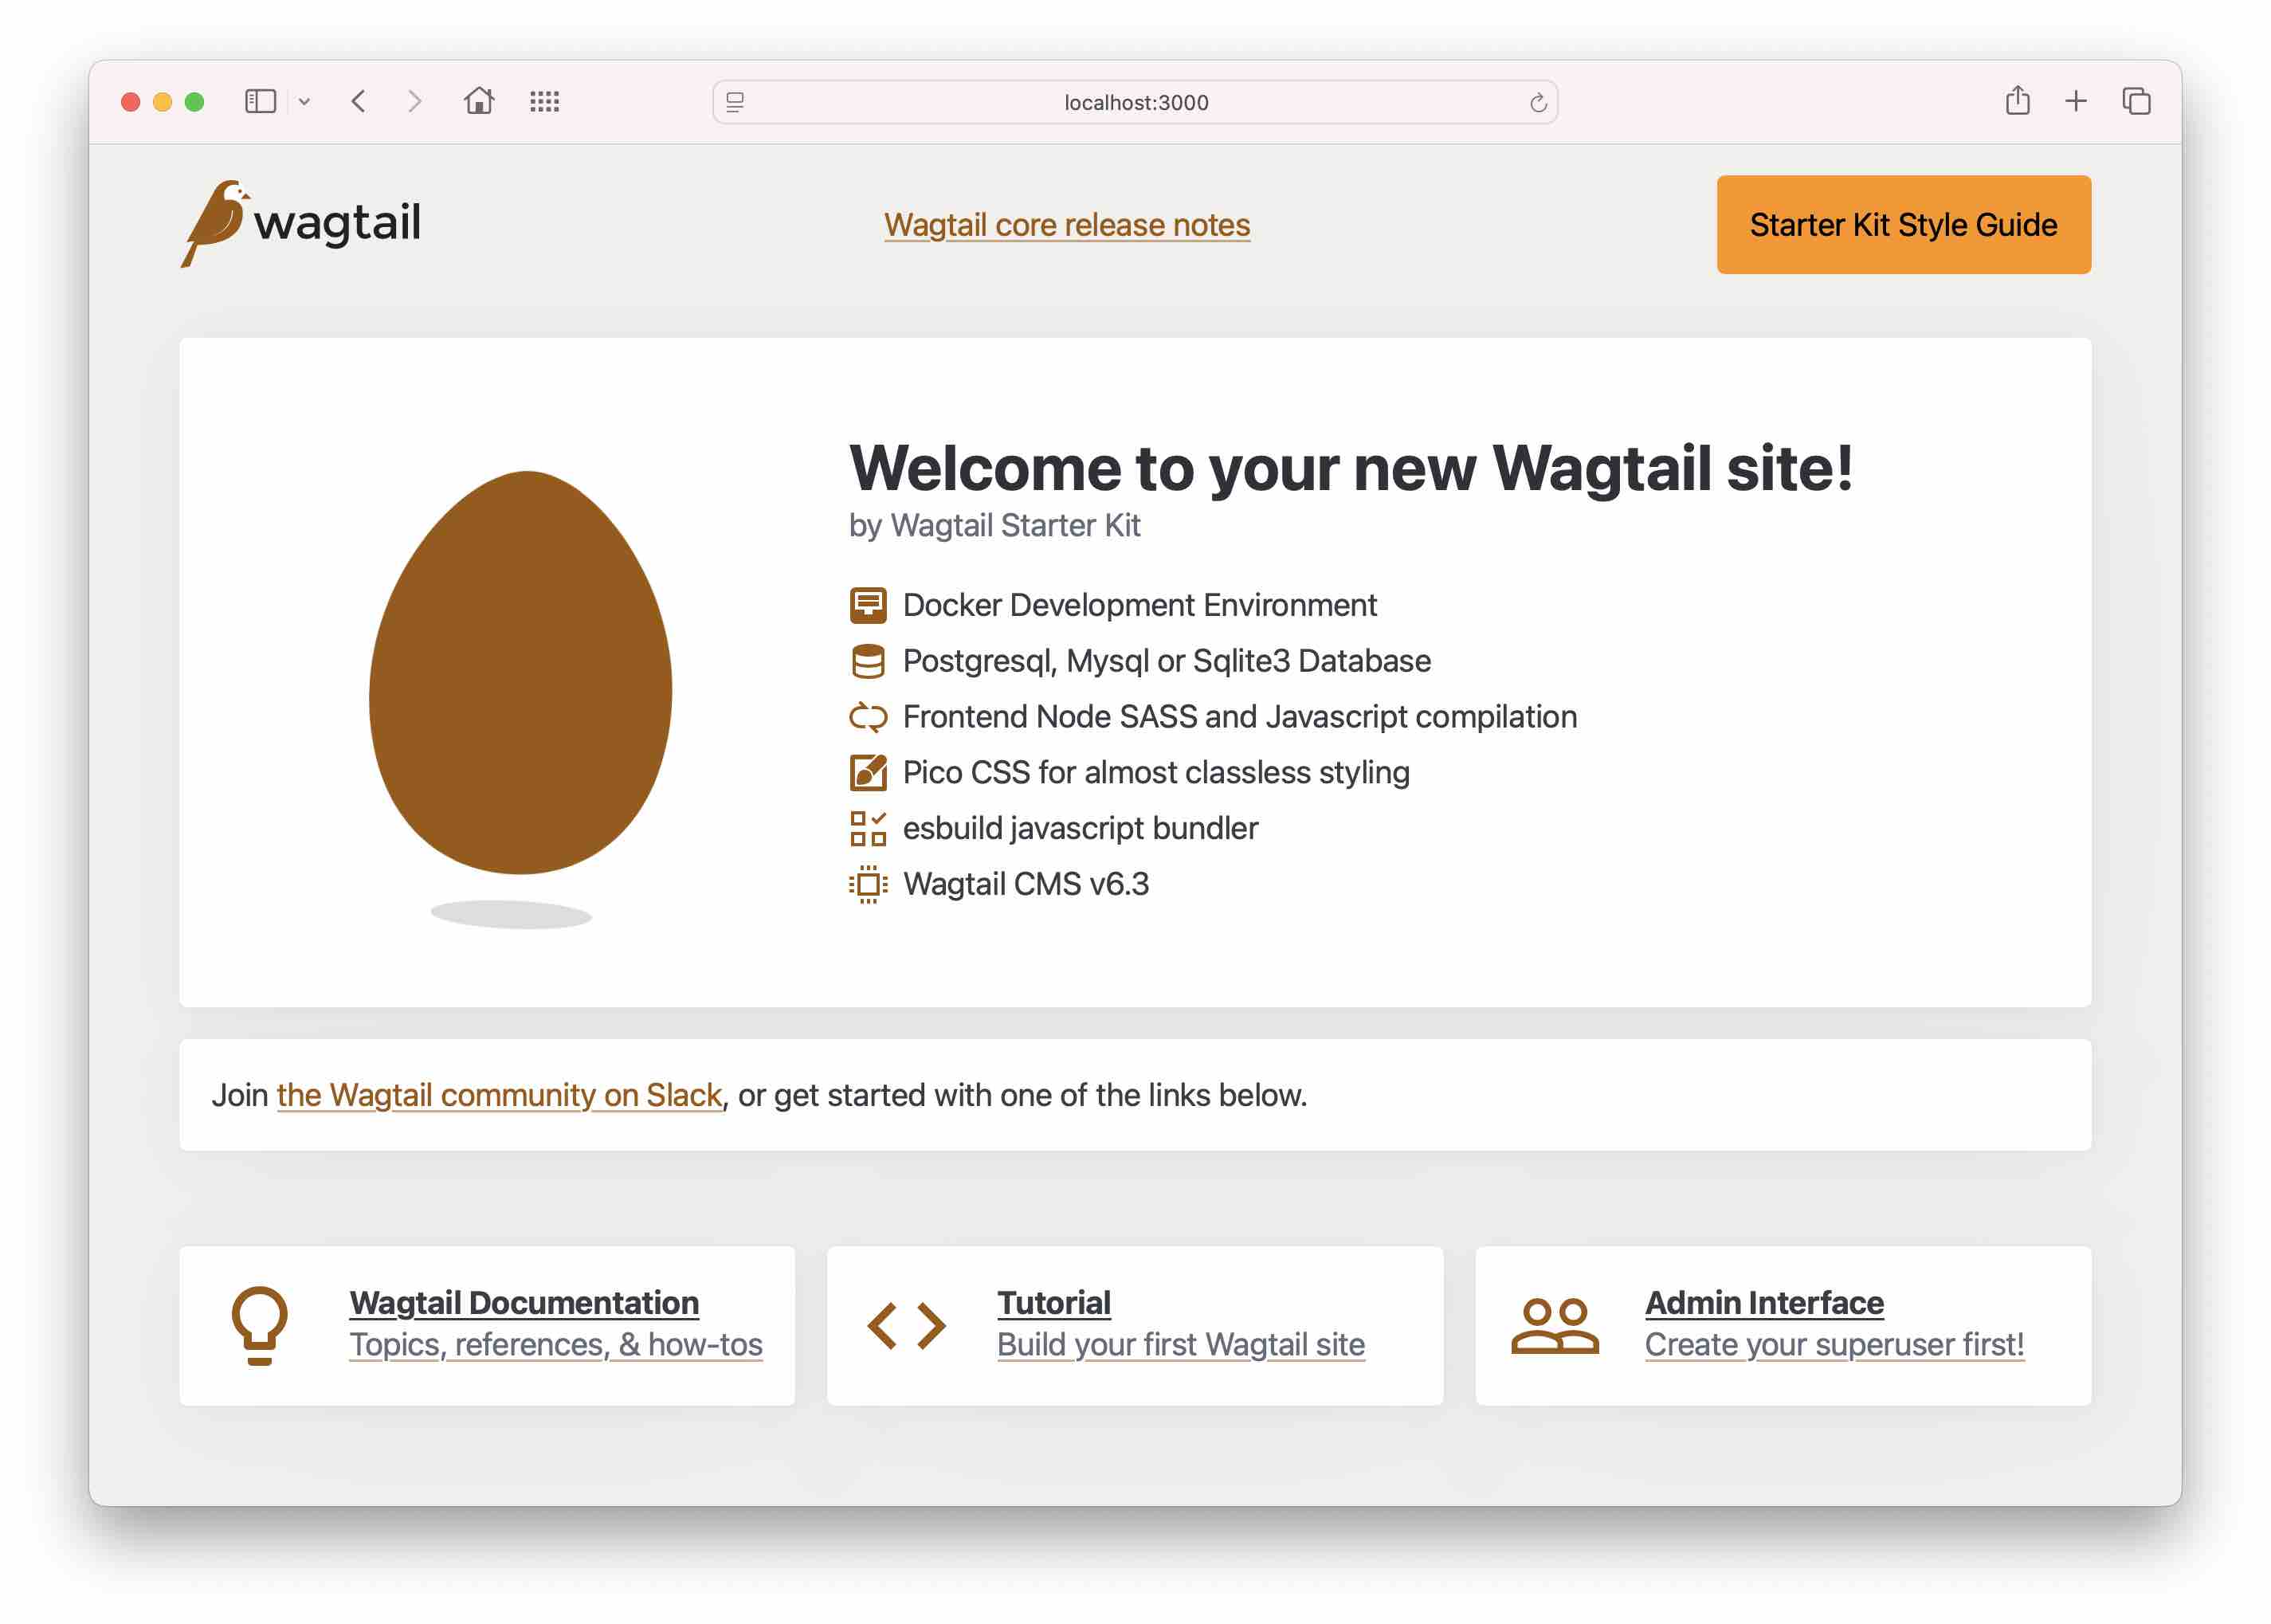 localhost:3000
wagtail
Wagtail core release notes
Starter Kit Style Guide
Welcome to your new Wagtail site!
by Wagtail Starter Kit
Docker Development Environment
Postgresql, Mysql or Sqlite3 Database
Frontend Node SASS and Javascript compilation
Pico CSS for almost classless styling
esbuild javascript bundler
Wagtail CMS v6.3
Join the Wagtail community on Slack, or get started with one of the links below.
Wagtail Documentation
Topics, references, & how-tos
Tutorial
Build your first Wagtail site
Admin Interface
Create your superuser first!